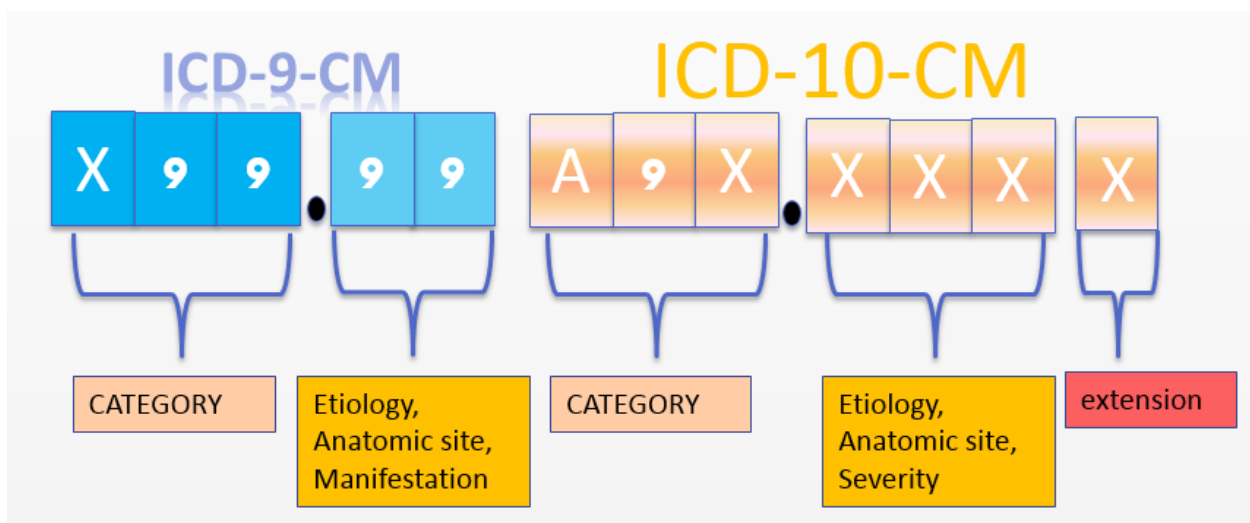 ICD-9-CM
ICD-10-CM
X 9 9 . 9 9
A 9 X . X X X X
CATEGORY
Etiology,
Anatomic site,
Manifestation
CATEGORY
Etiology,
Anatomic site,
Severity
extension